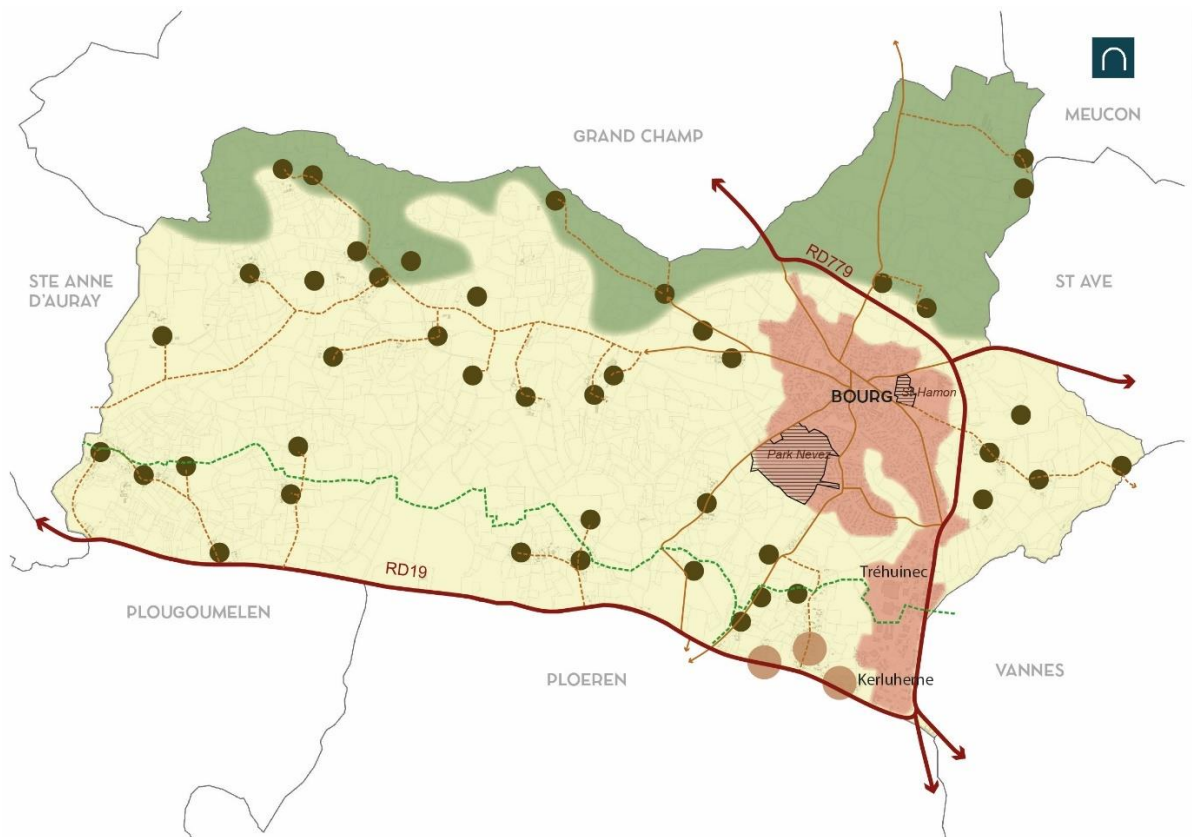 MEUCON
GRAND CHAMP
RD779
STE ANNE
D'AURAY
ST AVE
BOURG
St Hamon
Park Nevez
Tréhuinec
RD19
PLOUGOUMELEN
PLOEREN
VANNES
Kerluherne